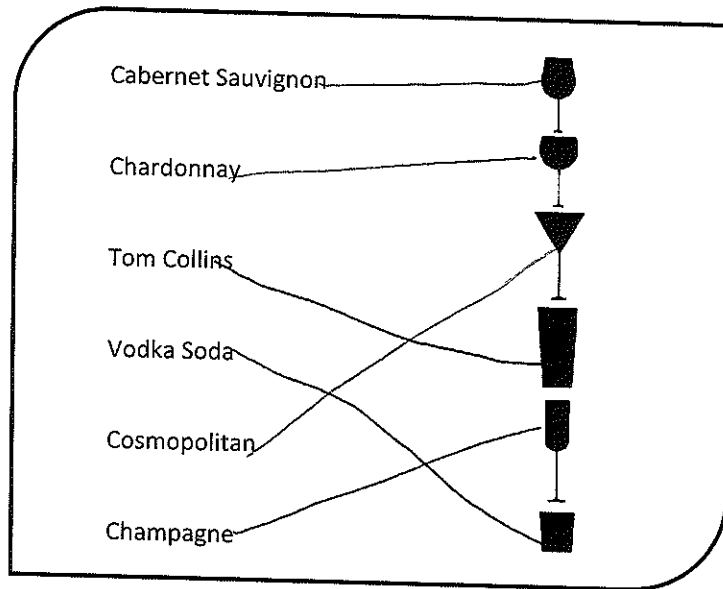 Cabernet Sauvignon
Chardonnay
Tom Collins
Vodka Soda
Cosmopolitan
Champagne